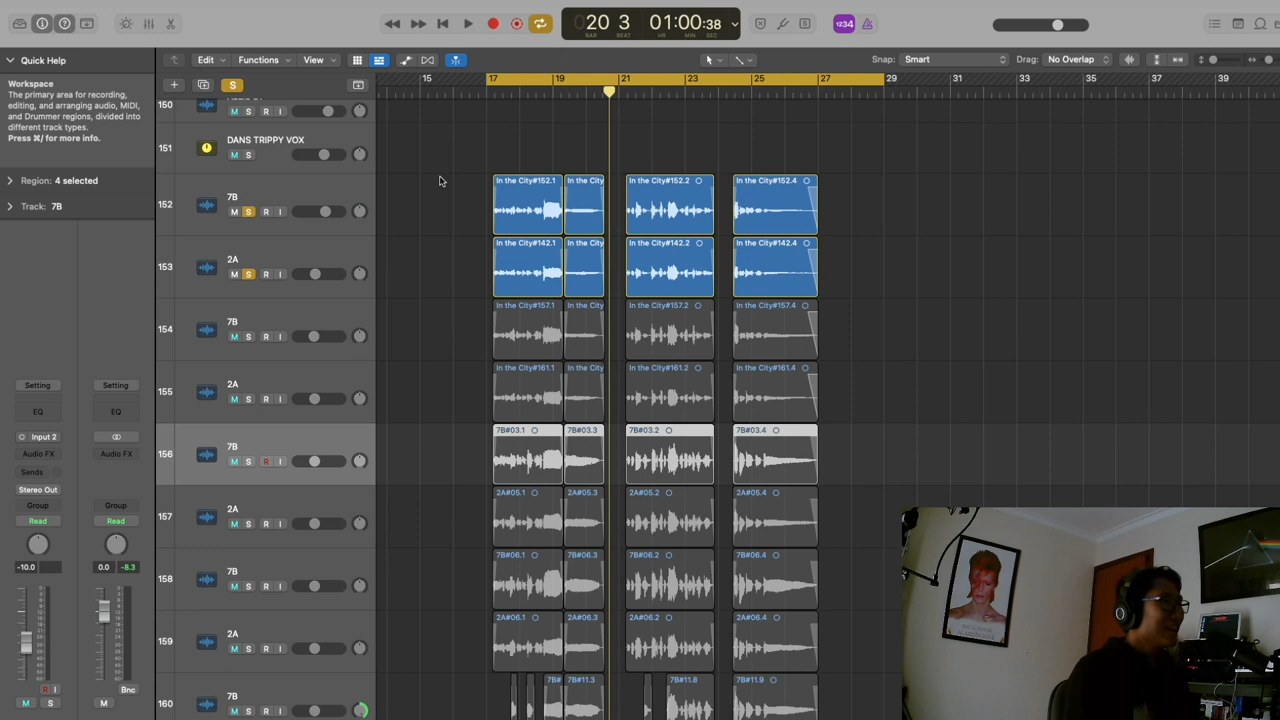 20 3 01:00:38
BAR BEAT HR MIN SEC
1234
Quick Help
Edit Functions View
Snap: Smart Drag: No Overlap
Workspace
The primary area for recording,
editing, and arranging audio, MIDI,
and Drummer regions, divided into
different track types.
Press ⌘/ for more info.
Region: 4 selected
Track: 7B
S
15 17 19 21 23 25 27 29 31 33 35 37 39
150
M S R I
151 DANS TRIPPY VOX
M S
152 7B
M S R I
In the City#152.1 In the City In the City#152.2 In the City#152.4
153 2A
M S R I
In the City#142.1 In the City In the City#142.2 In the City#142.4
154 7B
M S R I
In the City#157.1 In the City In the City#157.2 In the City#157.4
155 2A
M S R I
In the City#161.1 In the City In the City#161.2 In the City#161.4
156 7B
M S R I
7B#03.1 7B#03.3 7B#03.2 7B#03.4
157 2A
M S R I
2A#05.1 2A#05.3 2A#05.2 2A#05.4
158 7B
M S R I
7B#06.1 7B#06.3 7B#06.2 7B#06.4
159 2A
M S R I
2A#06.1 2A#06.3 2A#06.2 2A#06.4
160 7B
M S R I
7B# 7B#11.3 7B#11.8 7B#11.9
Setting Setting
EQ EQ
Input 2
Audio FX Audio FX
Sends
Stereo Out
Group Group
Read Read
-10.0 0.0 -8.3
R I Bnc
M S M